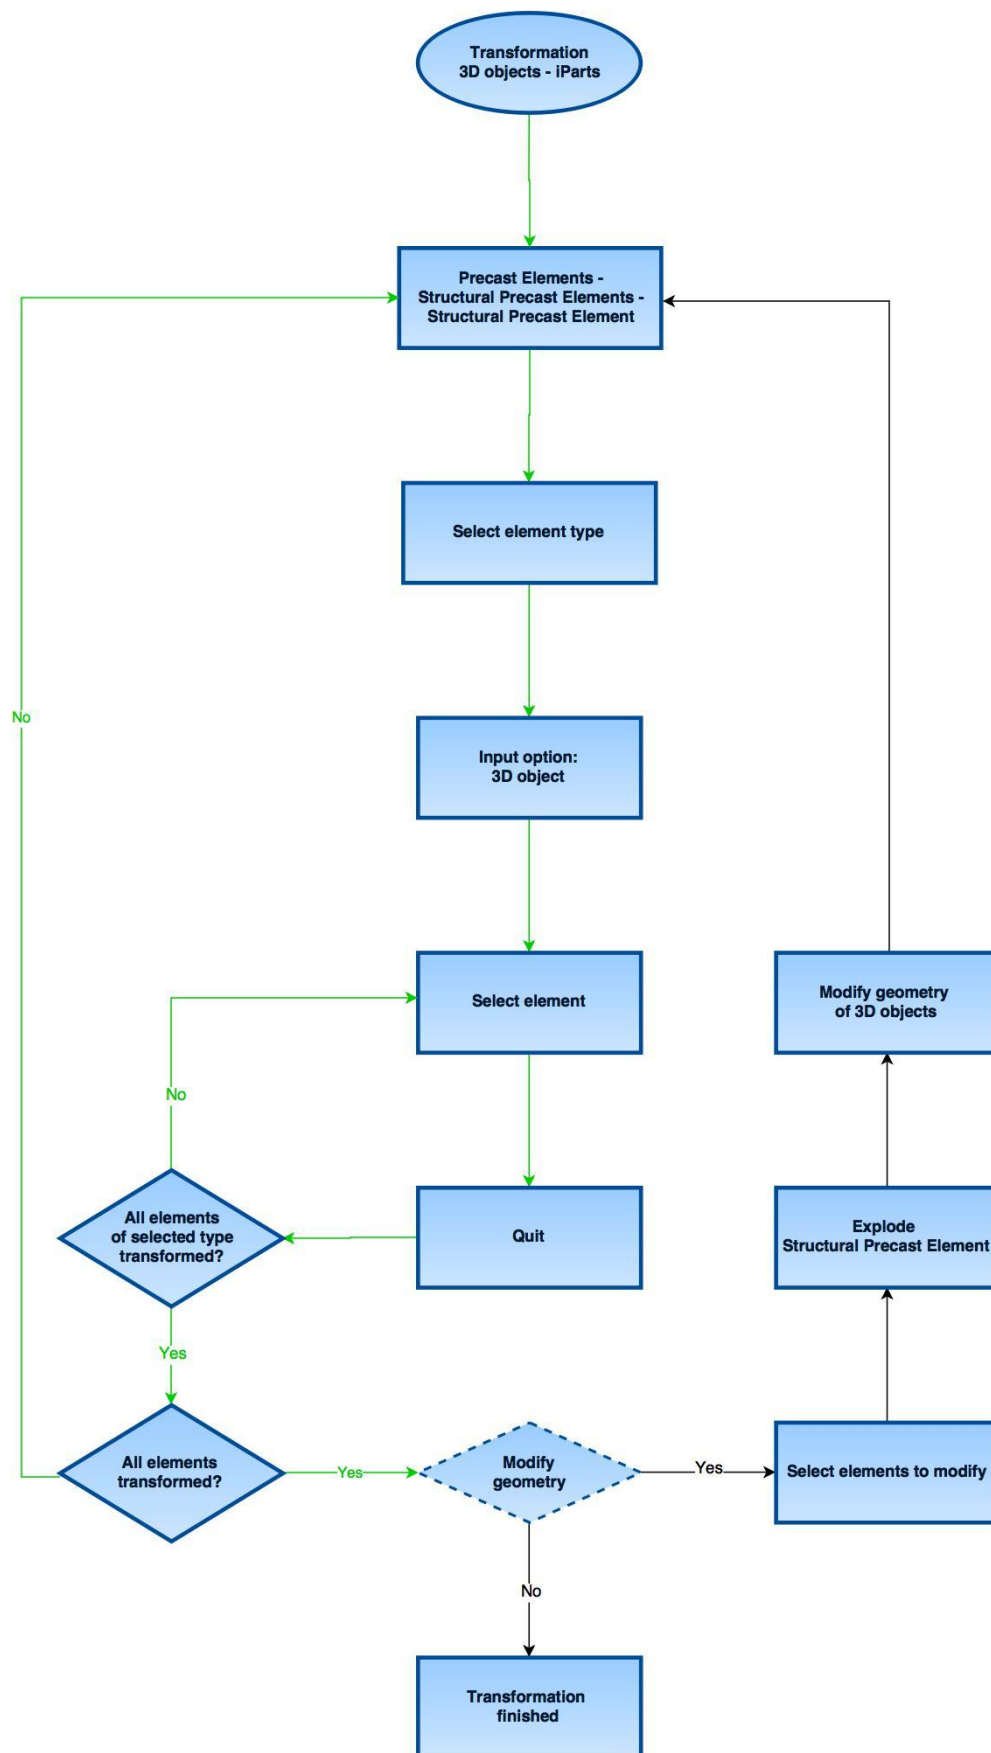 Transformation
3D objects - iParts
Precast Elements -
Structural Precast Elements -
Structural Precast Element
Select element type
No
Input option:
3D object
Select element
Modify geometry
of 3D objects
No
All elements
of selected type
transformed?
Quit
Explode
Structural Precast Element
Yes
All elements
transformed?
Yes
Modify
geometry
Yes
Select elements to modify
No
Transformation
finished